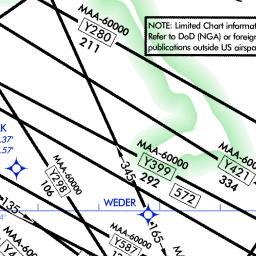 MAA-60000
Y280
211
NOTE: Limited Chart informat
Refer to DoD (NGA) or foreig
publications outside US airspa
K
.37'
.57'
MAA-60000
Y298
106
345
MAA-60000
Y399
292
572
MAA-60000
Y421
334
WEDER
135
165
MAA-60000
MAA-60000
Y587